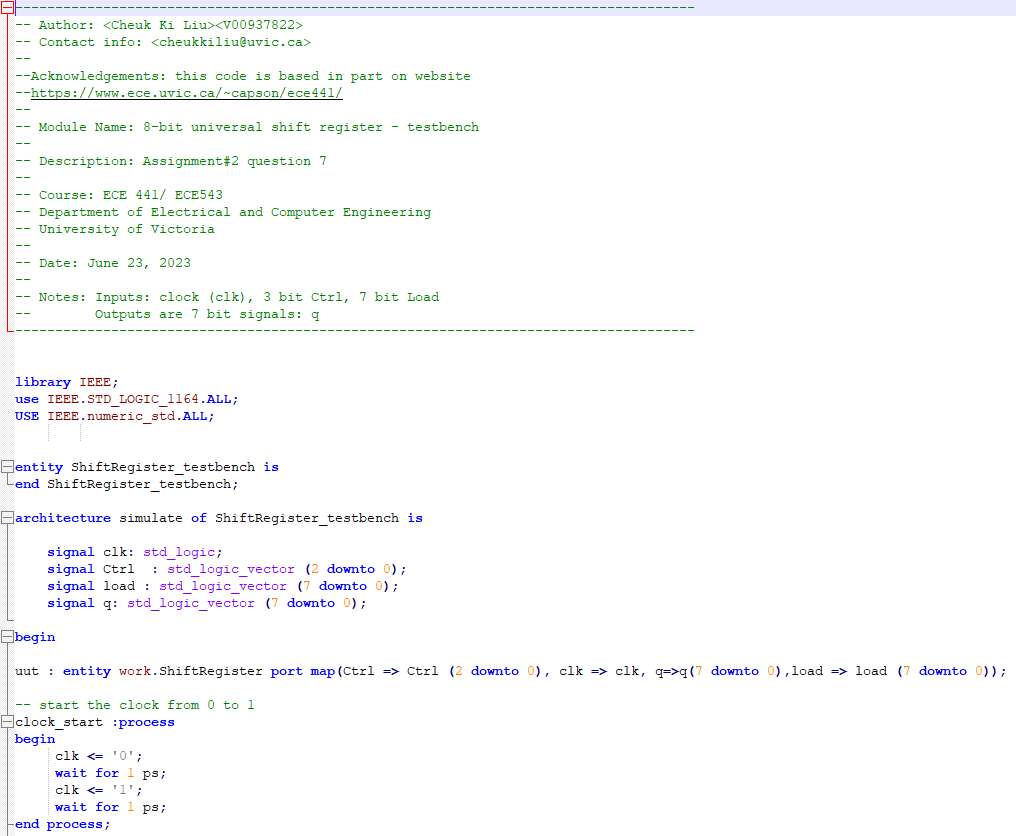 -------------------------------------------------------------------------------------
-- Author: <Cheuk Ki Liu><V00937822>
-- Contact info: <cheukkiliu@uvic.ca>
--
--Acknowledgements: this code is based in part on website
--https://www.ece.uvic.ca/~capson/ece441/
--
-- Module Name: 8-bit universal shift register - testbench
--
-- Description: Assignment#2 question 7
--
-- Course: ECE 441/ ECE543
-- Department of Electrical and Computer Engineering
-- University of Victoria
--
-- Date: June 23, 2023
--
-- Notes: Inputs: clock (clk), 3 bit Ctrl, 7 bit Load
--        Outputs are 7 bit signals: q
-------------------------------------------------------------------------------------
library IEEE;
use IEEE.STD_LOGIC_1164.ALL;
USE IEEE.numeric_std.ALL;
entity ShiftRegister_testbench is
end ShiftRegister_testbench;
architecture simulate of ShiftRegister_testbench is
    signal clk: std_logic;
    signal Ctrl  : std_logic_vector (2 downto 0);
    signal load : std_logic_vector (7 downto 0);
    signal q: std_logic_vector (7 downto 0);
begin
uut : entity work.ShiftRegister port map(Ctrl => Ctrl (2 downto 0), clk => clk, q=>q(7 downto 0),load => load (7 downto 0));
-- start the clock from 0 to 1
clock_start :process
begin
     clk <= '0';
     wait for 1 ps;
     clk <= '1';
     wait for 1 ps;
end process;